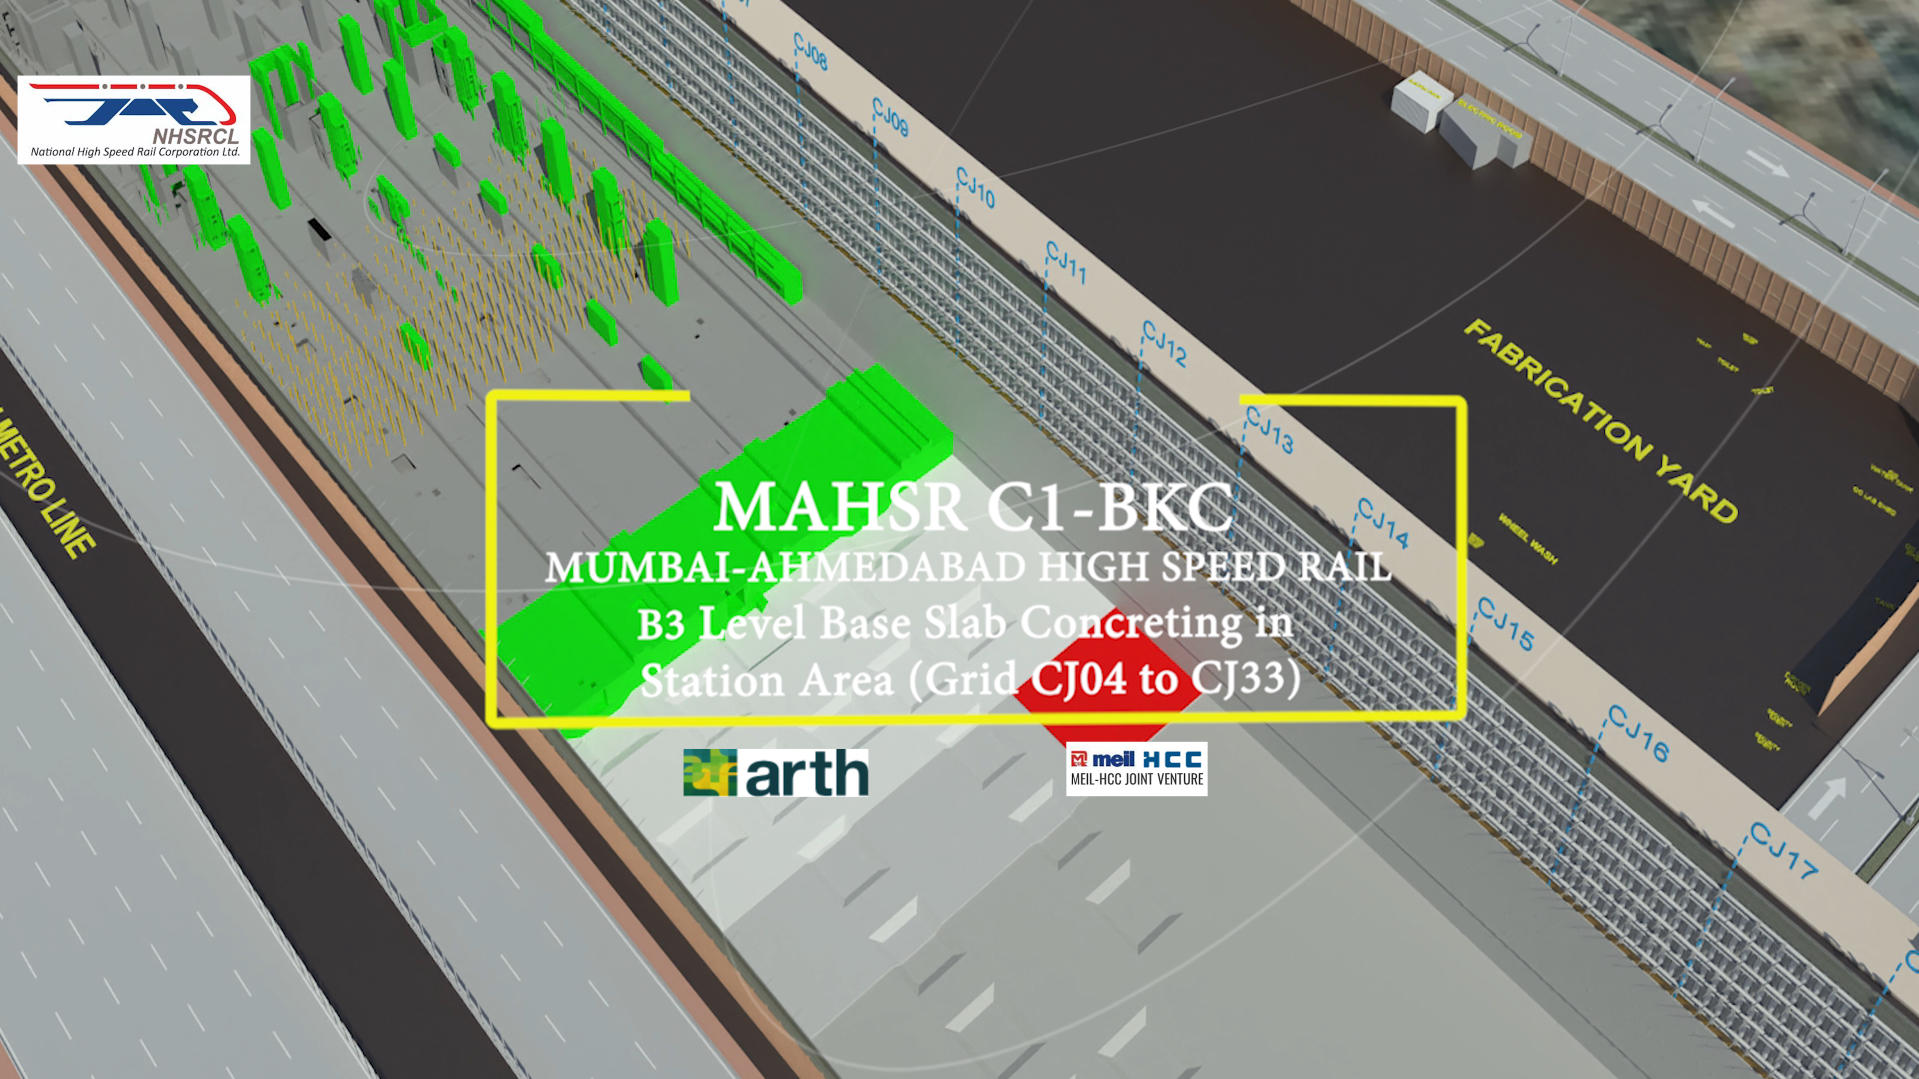 CJ08
CJ09
CJ10
CJ11
CJ12
CJ13
CJ14
CJ15
CJ16
CJ17
NHSRCL
National High Speed Rail Corporation Ltd.
METRO LINE
FABRICATION YARD
WHEEL WASH
MAHSR C1-BKC
MUMBAI-AHMEDABAD HIGH SPEED RAIL
B3 Level Base Slab Concreting in
Station Area (Grid CJ04 to CJ33)
arth
meil HCC
MEIL-HCC JOINT VENTURE